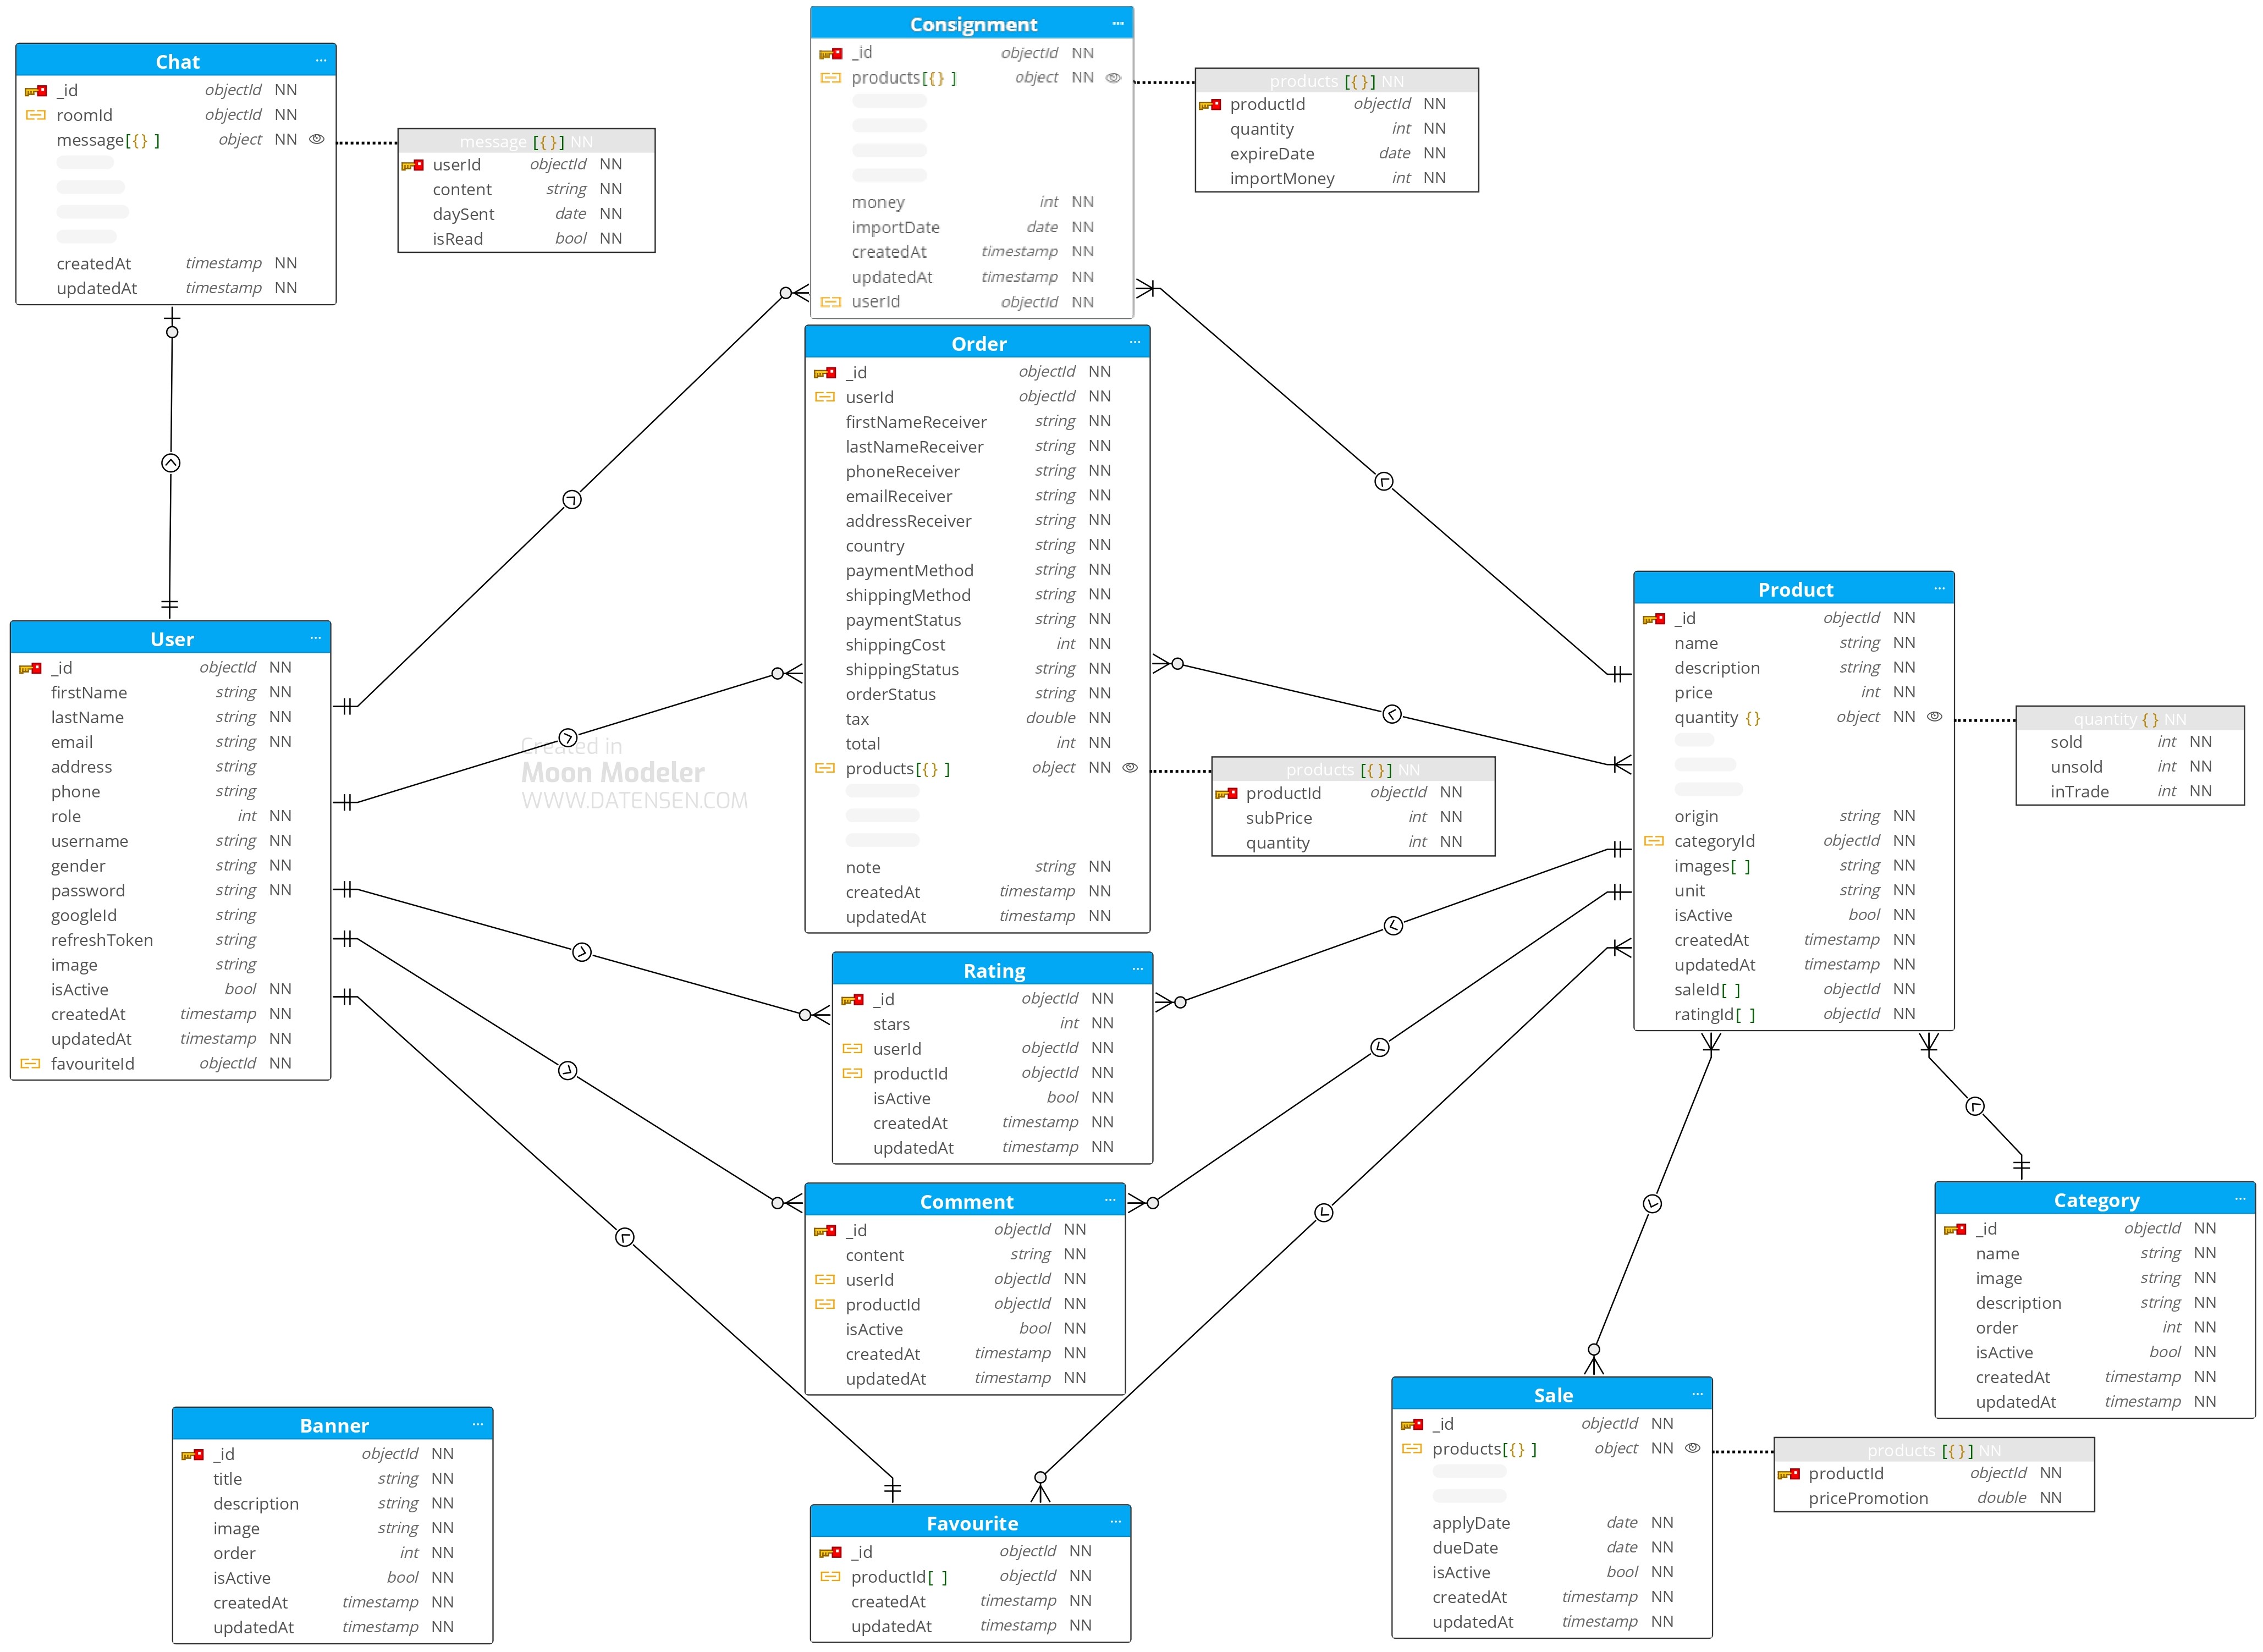 Chat ...
_id objectId NN
roomId objectId NN
message[{} ] object NN
createdAt timestamp NN
updatedAt timestamp NN
message [{}] NN
userId objectId NN
content string NN
daySent date NN
isRead bool NN
Consignment ...
_id objectId NN
products[{} ] object NN
money int NN
importDate date NN
createdAt timestamp NN
updatedAt timestamp NN
userId objectId NN
products [{}] NN
productId objectId NN
quantity int NN
expireDate date NN
importMoney int NN
Order ...
_id objectId NN
userId objectId NN
firstNameReceiver string NN
lastNameReceiver string NN
phoneReceiver string NN
emailReceiver string NN
addressReceiver string NN
country string NN
paymentMethod string NN
shippingMethod string NN
paymentStatus string NN
shippingCost int NN
shippingStatus string NN
orderStatus string NN
tax double NN
total int NN
products[{} ] object NN
note string NN
createdAt timestamp NN
updatedAt timestamp NN
products [{}] NN
productId objectId NN
subPrice int NN
quantity int NN
User ...
_id objectId NN
firstName string NN
lastName string NN
email string NN
address string
phone string
role int NN
username string NN
gender string NN
password string NN
googleId string
refreshToken string
image string
isActive bool NN
createdAt timestamp NN
updatedAt timestamp NN
favouriteId objectId NN
Created in
Moon Modeler
WWW.DATENSEN.COM
Product ...
_id objectId NN
name string NN
description string NN
price int NN
quantity {} object NN
origin string NN
categoryId objectId NN
images[ ] string NN
unit string NN
isActive bool NN
createdAt timestamp NN
updatedAt timestamp NN
saleId[ ] objectId NN
ratingId[ ] objectId NN
quantity {} NN
sold int NN
unsold int NN
inTrade int NN
Rating ...
_id objectId NN
stars int NN
userId objectId NN
productId objectId NN
isActive bool NN
createdAt timestamp NN
updatedAt timestamp NN
Comment ...
_id objectId NN
content string NN
userId objectId NN
productId objectId NN
isActive bool NN
createdAt timestamp NN
updatedAt timestamp NN
Category ...
_id objectId NN
name string NN
image string NN
description string NN
order int NN
isActive bool NN
createdAt timestamp NN
updatedAt timestamp NN
Banner ...
_id objectId NN
title string NN
description string NN
image string NN
order int NN
isActive bool NN
createdAt timestamp NN
updatedAt timestamp NN
Favourite ...
_id objectId NN
productId[ ] objectId NN
createdAt timestamp NN
updatedAt timestamp NN
Sale ...
_id objectId NN
products[{} ] object NN
applyDate date NN
dueDate date NN
isActive bool NN
createdAt timestamp NN
updatedAt timestamp NN
products [{}] NN
productId objectId NN
pricePromotion double NN